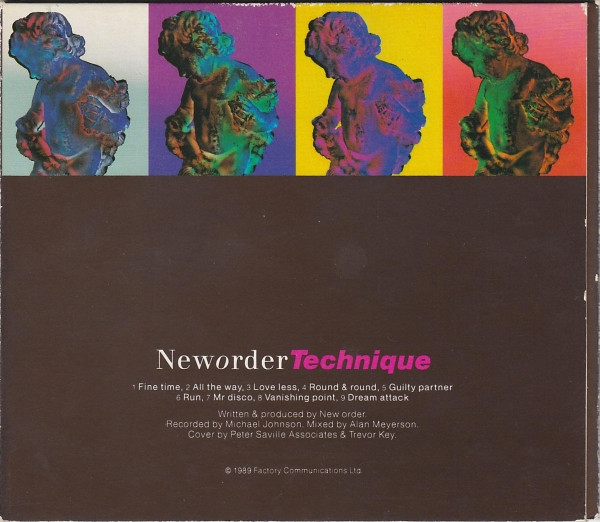 NeworderTechnique
1 Fine time, 2 All the way, 3 Love less, 4 Round & round, 5 Guilty partner
6 Run, 7 Mr disco, 8 Vanishing point, 9 Dream attack
Written & produced by New order.
Recorded by Michael Johnson. Mixed by Alan Meyerson.
Cover by Peter Saville Associates & Trevor Key.
© 1989 Factory Communications Ltd.